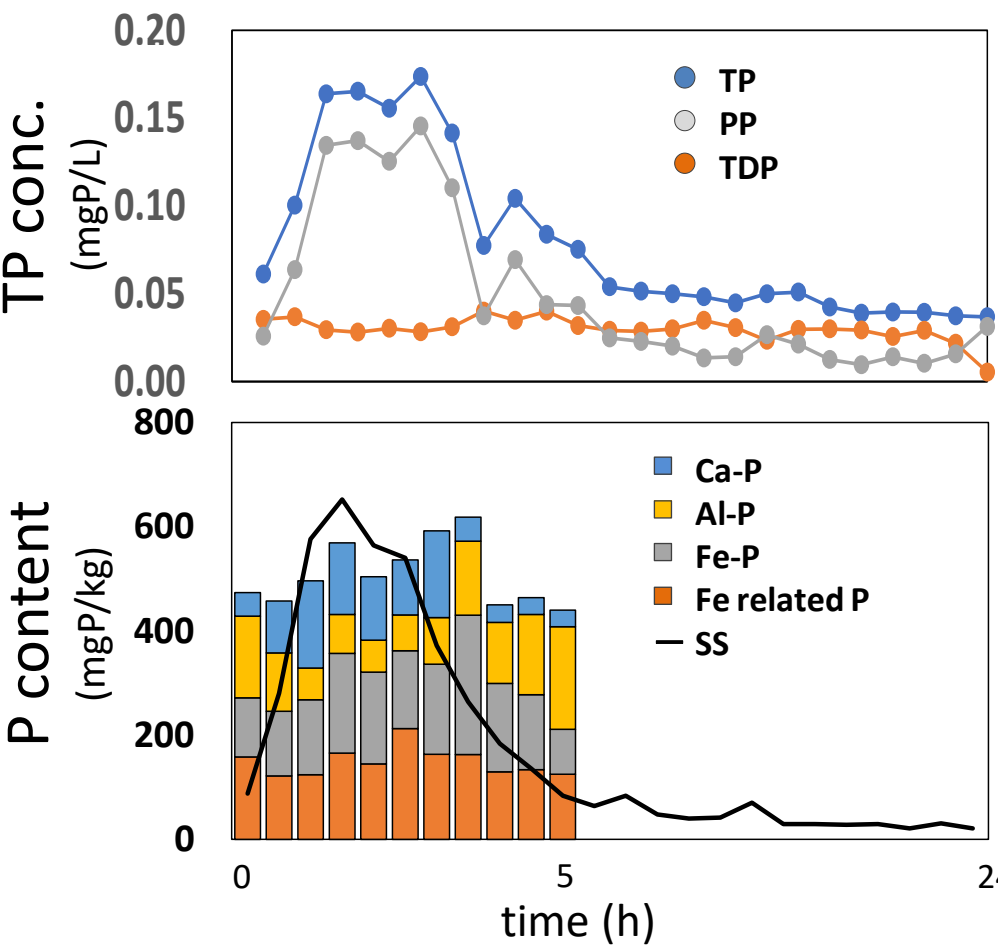 TP conc.
(mgP/L)
0.20
0.15
0.10
0.05
0.00
TP
PP
TDP
P content
(mgP/kg)
800
600
400
200
0
Ca-P
Al-P
Fe-P
Fe related P
SS
0
5
24
time (h)